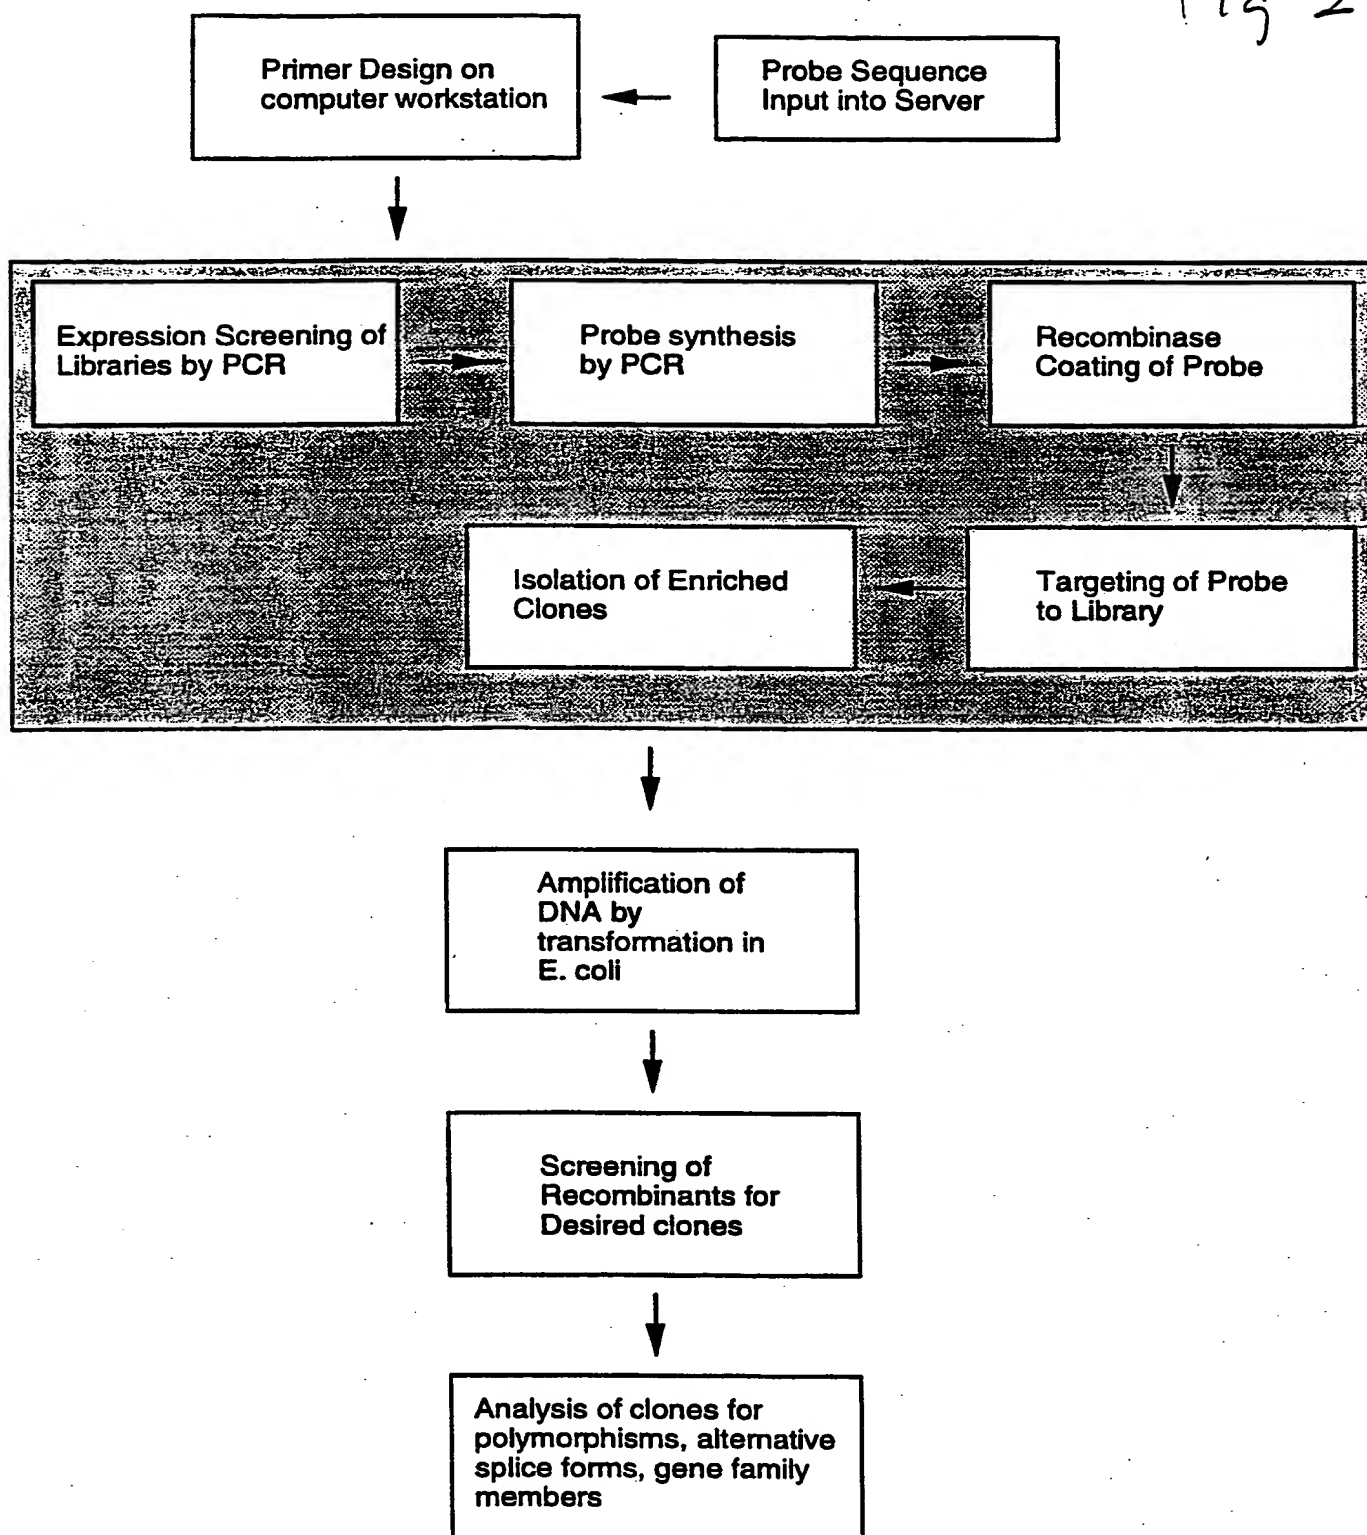 Fig 2
Primer Design on
computer workstation
Probe Sequence
Input into Server
Expression Screening of
Libraries by PCR
Probe synthesis
by PCR
Recombinase
Coating of Probe
Targeting of Probe
to Library
Isolation of Enriched
Clones
Amplification of
DNA by
transformation in
E. coli
Screening of
Recombinants for
Desired clones
Analysis of clones for
polymorphisms, alternative
splice forms, gene family
members